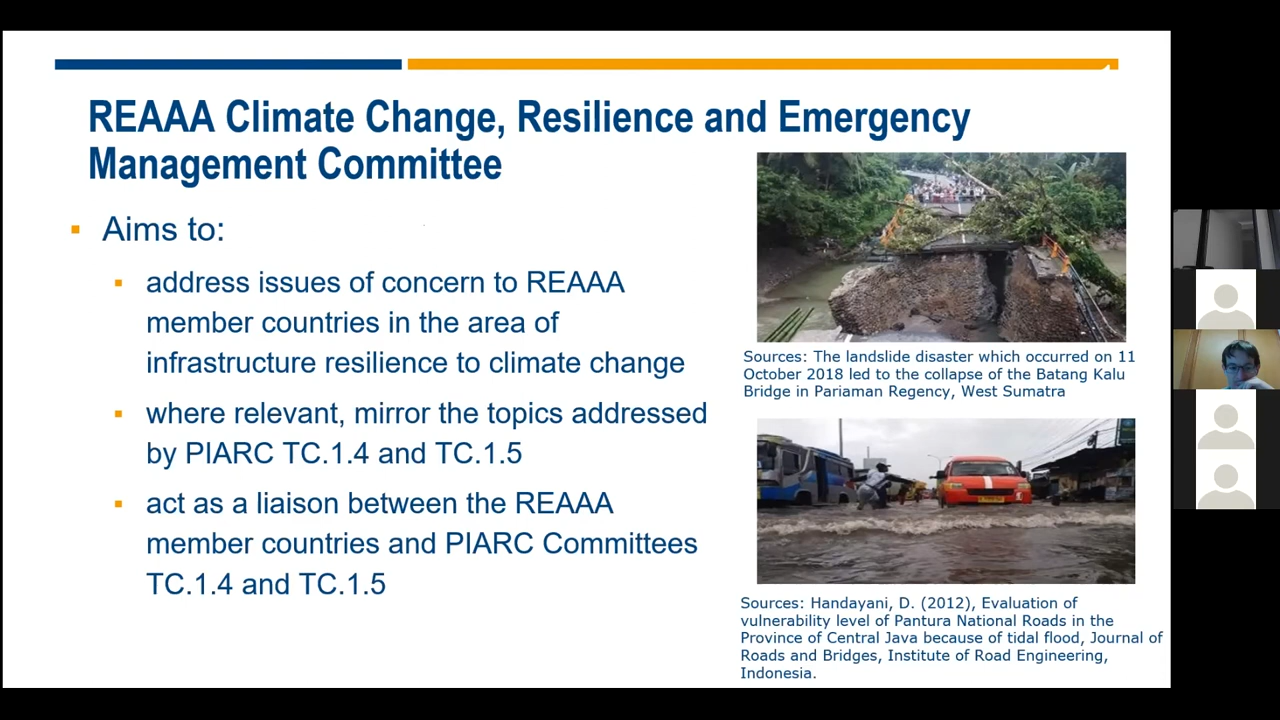 REAAA Climate Change, Resilience and Emergency
Management Committee
Aims to:
address issues of concern to REAAA
member countries in the area of
infrastructure resilience to climate change
where relevant, mirror the topics addressed
by PIARC TC.1.4 and TC.1.5
act as a liaison between the REAAA
member countries and PIARC Committees
TC.1.4 and TC.1.5
Sources: The landslide disaster which occurred on 11
October 2018 led to the collapse of the Batang Kalu
Bridge in Pariaman Regency, West Sumatra
Sources: Handayani, D. (2012), Evaluation of
vulnerability level of Pantura National Roads in the
Province of Central Java because of tidal flood, Journal of
Roads and Bridges, Institute of Road Engineering,
Indonesia.